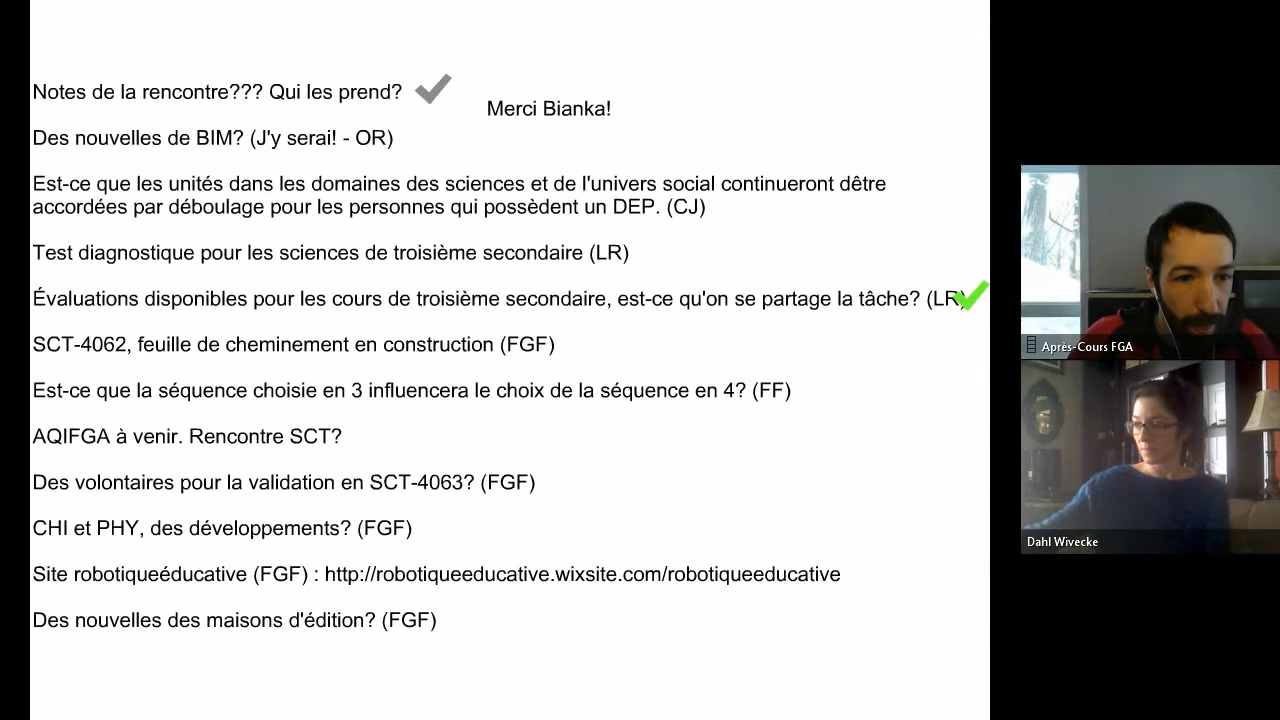 Notes de la rencontre??? Qui les prend?
Merci Bianka!
Des nouvelles de BIM? (J'y serai! - OR)
Est-ce que les unités dans les domaines des sciences et de l'univers social continueront dêtre
accordées par déboulage pour les personnes qui possèdent un DEP. (CJ)
Test diagnostique pour les sciences de troisième secondaire (LR)
Évaluations disponibles pour les cours de troisième secondaire, est-ce qu'on se partage la tâche? (LR)
SCT-4062, feuille de cheminement en construction (FGF)
Est-ce que la séquence choisie en 3 influencera le choix de la séquence en 4? (FF)
AQIFGA à venir. Rencontre SCT?
Des volontaires pour la validation en SCT-4063? (FGF)
CHI et PHY, des développements? (FGF)
Site robotiqueéducative (FGF) : http://robotiqueeducative.wixsite.com/robotiqueeducative
Des nouvelles des maisons d'édition? (FGF)
Après-Cours FGA
Dahl Wivecke